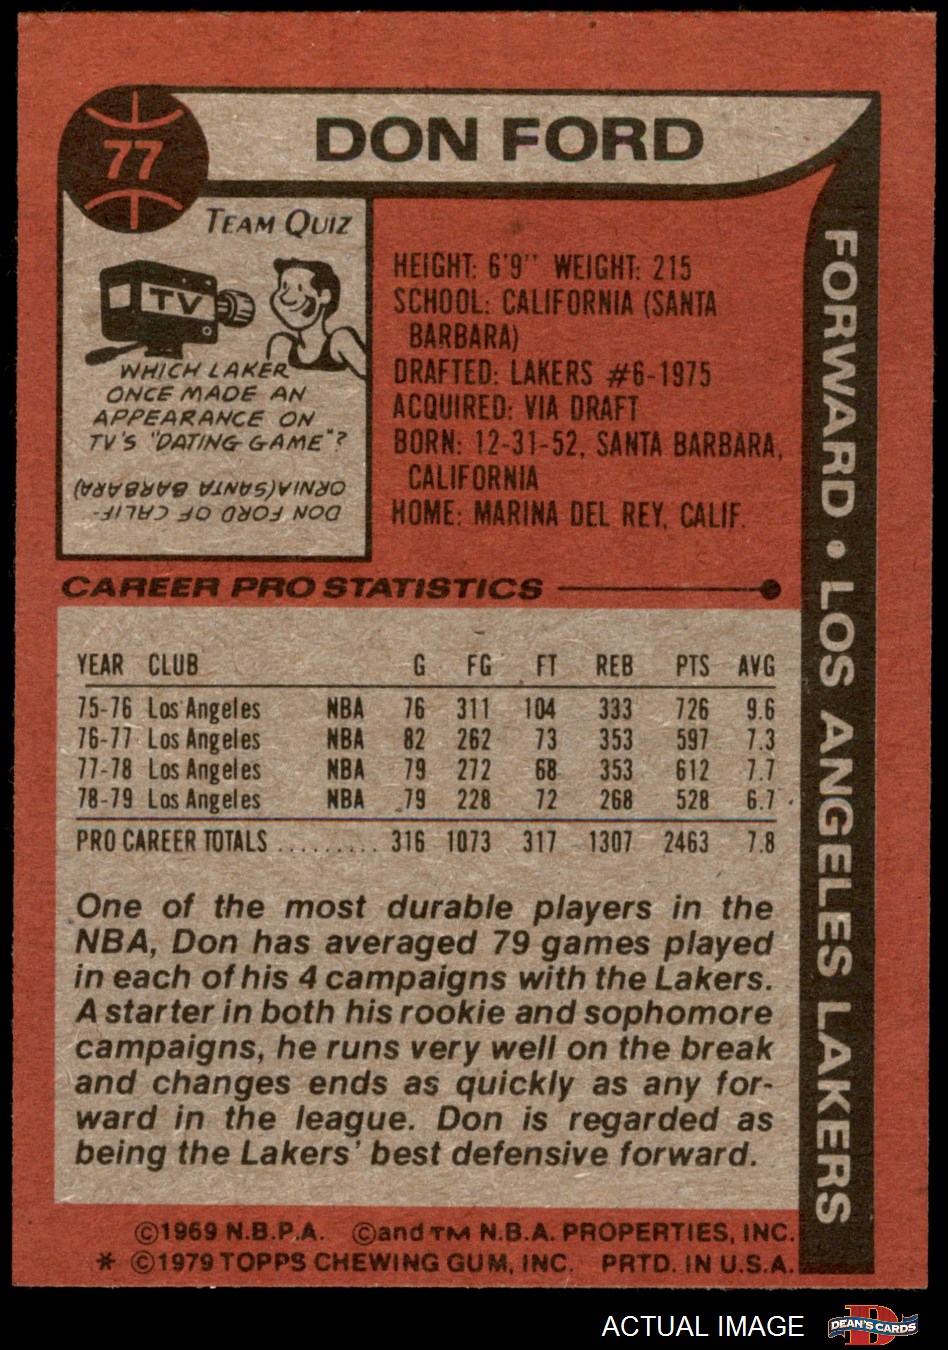 77
DON FORD
TEAM QUIZ
TV
WHICH LAKER
ONCE MADE AN
APPEARANCE ON
TV'S "DATING GAME"?
DON FORD OF CALIF-
ORNIA(SANTA BARBARA)
HEIGHT: 6'9" WEIGHT: 215
SCHOOL: CALIFORNIA (SANTA
BARBARA)
DRAFTED: LAKERS #6-1975
ACQUIRED: VIA DRAFT
BORN: 12-31-52, SANTA BARBARA,
CALIFORNIA
HOME: MARINA DEL REY, CALIF.
FORWARD • LOS ANGELES LAKERS
CAREER PRO STATISTICS
YEAR CLUB G FG FT REB PTS AVG
75-76 Los Angeles NBA 76 311 104 333 726 9.6
76-77 Los Angeles NBA 82 262 73 353 597 7.3
77-78 Los Angeles NBA 79 272 68 353 612 7.7
78-79 Los Angeles NBA 79 228 72 268 528 6.7
PRO CAREER TOTALS ......... 316 1073 317 1307 2463 7.8
One of the most durable players in the
NBA, Don has averaged 79 games played
in each of his 4 campaigns with the Lakers.
A starter in both his rookie and sophomore
campaigns, he runs very well on the break
and changes ends as quickly as any for-
ward in the league. Don is regarded as
being the Lakers' best defensive forward.
©1969 N.B.P.A. ©and TM N.B.A. PROPERTIES, INC.
* ©1979 TOPPS CHEWING GUM, INC. PRTD. IN U.S.A.
ACTUAL IMAGE
D
DEAN'S CARDS